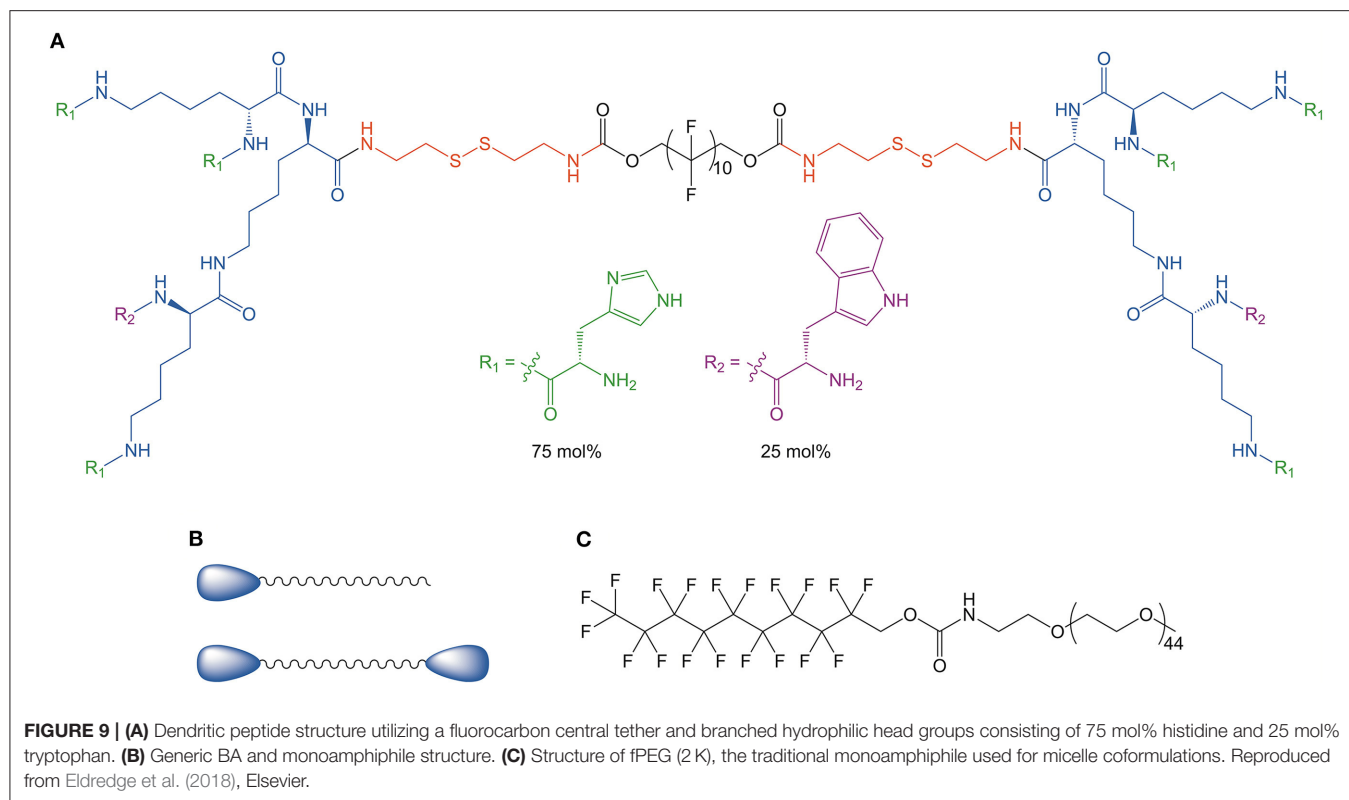 A
H
N
R1
O
H
N
R1
HN
O
H
N
S
S
N
H
O
O
F
F
10
O
O
N
H
S
S
H
N
O
HN
O
H
N
R1
HN
R1
HN
O
H
N
R2
NH
R1
N
NH
R1 =
O
NH2
75 mol%
NH
R2 =
O
NH2
25 mol%
NH
O
H
N
R2
HN
R1
B
C
F
F F F F F F F F F
F
F F F F F F F F
O
O
H
N
O
O
44
FIGURE 9 | (A) Dendritic peptide structure utilizing a fluorocarbon central tether and branched hydrophilic head groups consisting of 75 mol% histidine and 25 mol%
tryptophan. (B) Generic BA and monoamphiphile structure. (C) Structure of fPEG (2 K), the traditional monoamphiphile used for micelle coformulations. Reproduced
from Eldredge et al. (2018), Elsevier.